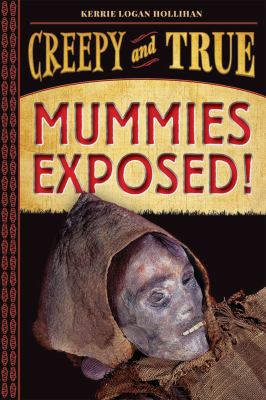 KERRIE LOGAN HOLLIHAN
CREEPY and TRUE
MUMMIES
EXPOSED!